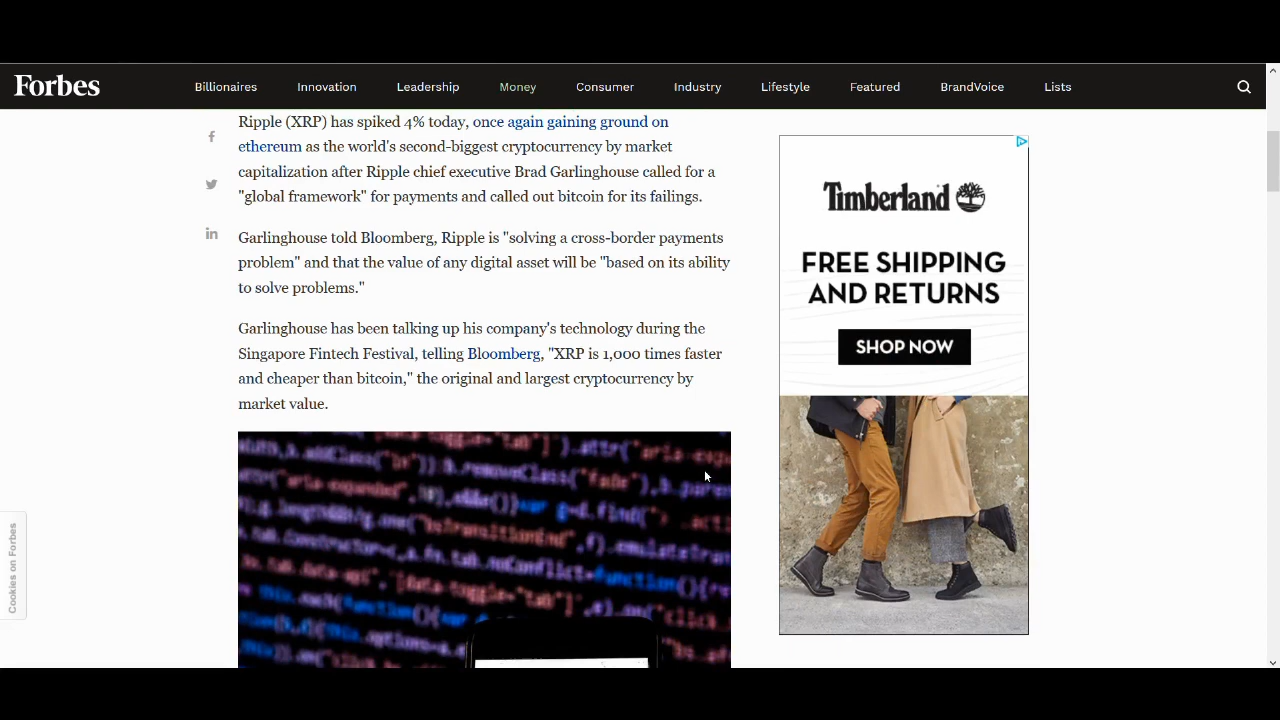 Forbes
Billionaires
Innovation
Leadership
Money
Consumer
Industry
Lifestyle
Featured
BrandVoice
Lists
Ripple (XRP) has spiked 4% today, once again gaining ground on
ethereum as the world's second-biggest cryptocurrency by market
capitalization after Ripple chief executive Brad Garlinghouse called for a
"global framework" for payments and called out bitcoin for its failings.
Garlinghouse told Bloomberg, Ripple is "solving a cross-border payments
problem" and that the value of any digital asset will be "based on its ability
to solve problems."
Garlinghouse has been talking up his company's technology during the
Singapore Fintech Festival, telling Bloomberg, "XRP is 1,000 times faster
and cheaper than bitcoin," the original and largest cryptocurrency by
market value.
Timberland
FREE SHIPPING
AND RETURNS
SHOP NOW
Cookies on Forbes